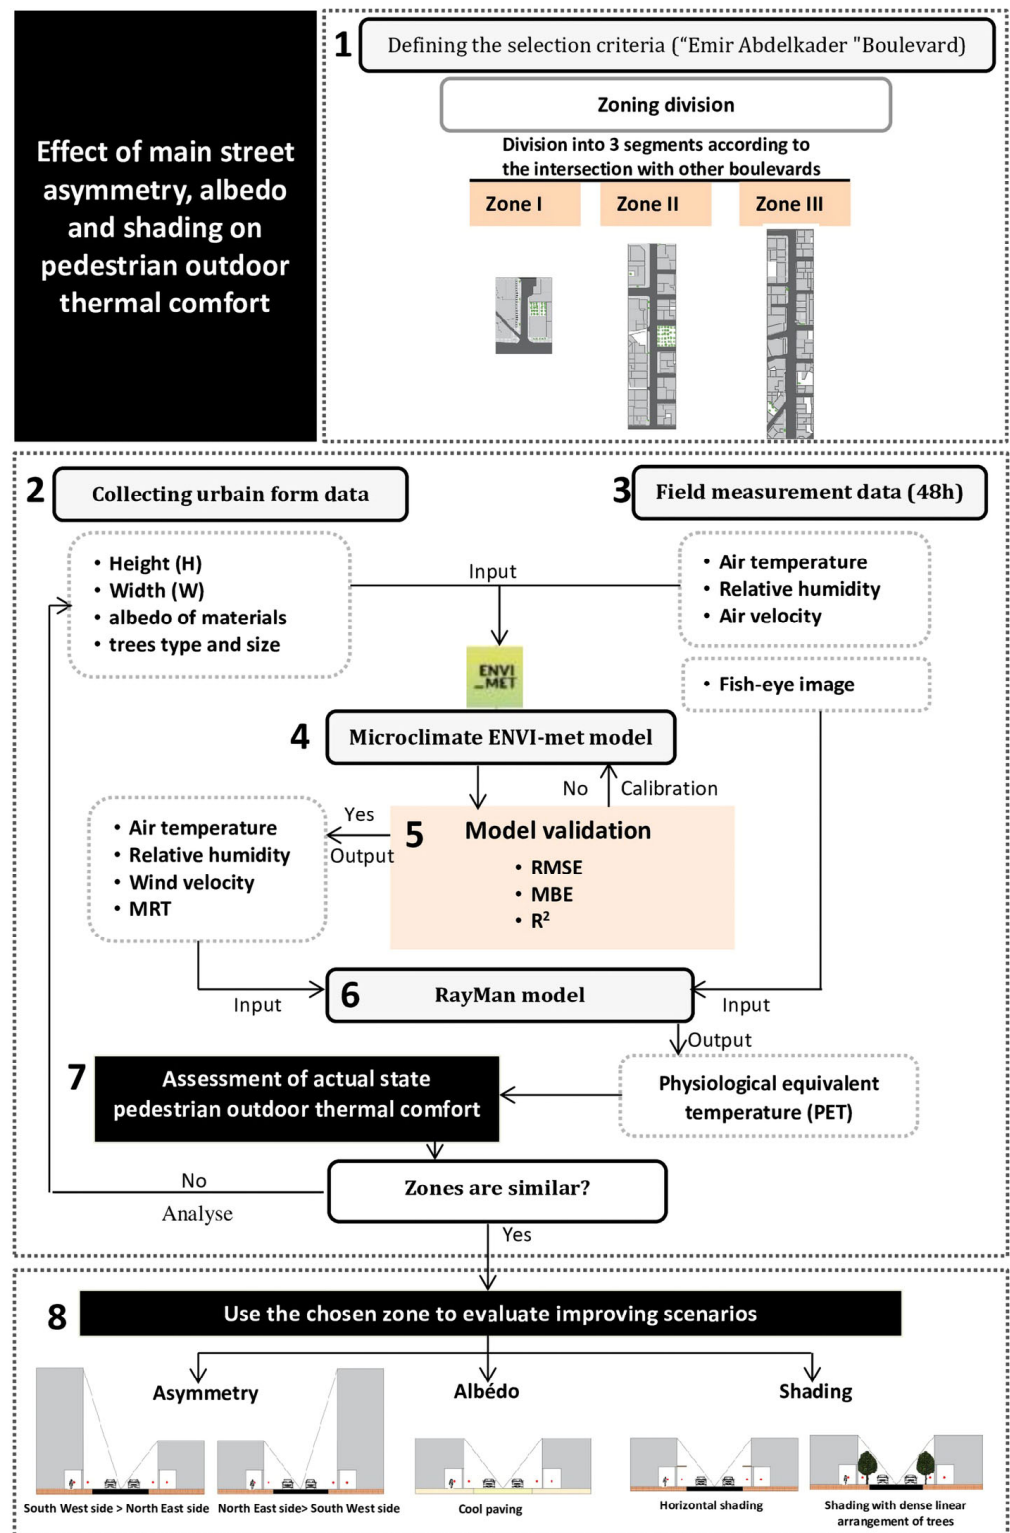 Effect of main street
asymmetry, albedo
and shading on
pedestrian outdoor
thermal comfort
1
Defining the selection criteria (“Emir Abdelkader "Boulevard)
Zoning division
Division into 3 segments according to
the intersection with other boulevards
Zone I
Zone II
Zone III
2
Collecting urbain form data
3
Field measurement data (48h)
• Height (H)
• Width (W)
• albedo of materials
• trees type and size
Input
• Air temperature
• Relative humidity
• Air velocity
• Fish-eye image
ENVI
_MET
4
Microclimate ENVI-met model
No
Calibration
Yes
Output
5
Model validation
• RMSE
• MBE
• R²
• Air temperature
• Relative humidity
• Wind velocity
• MRT
Input
6
RayMan model
Input
Output
7
Assessment of actual state
pedestrian outdoor thermal comfort
Physiological equivalent
temperature (PET)
No
Analyse
Zones are similar?
Yes
8
Use the chosen zone to evaluate improving scenarios
Asymmetry
Albédo
Shading
South West side > North East side
North East side> South West side
Cool paving
Horizontal shading
Shading with dense linear
arrangement of trees